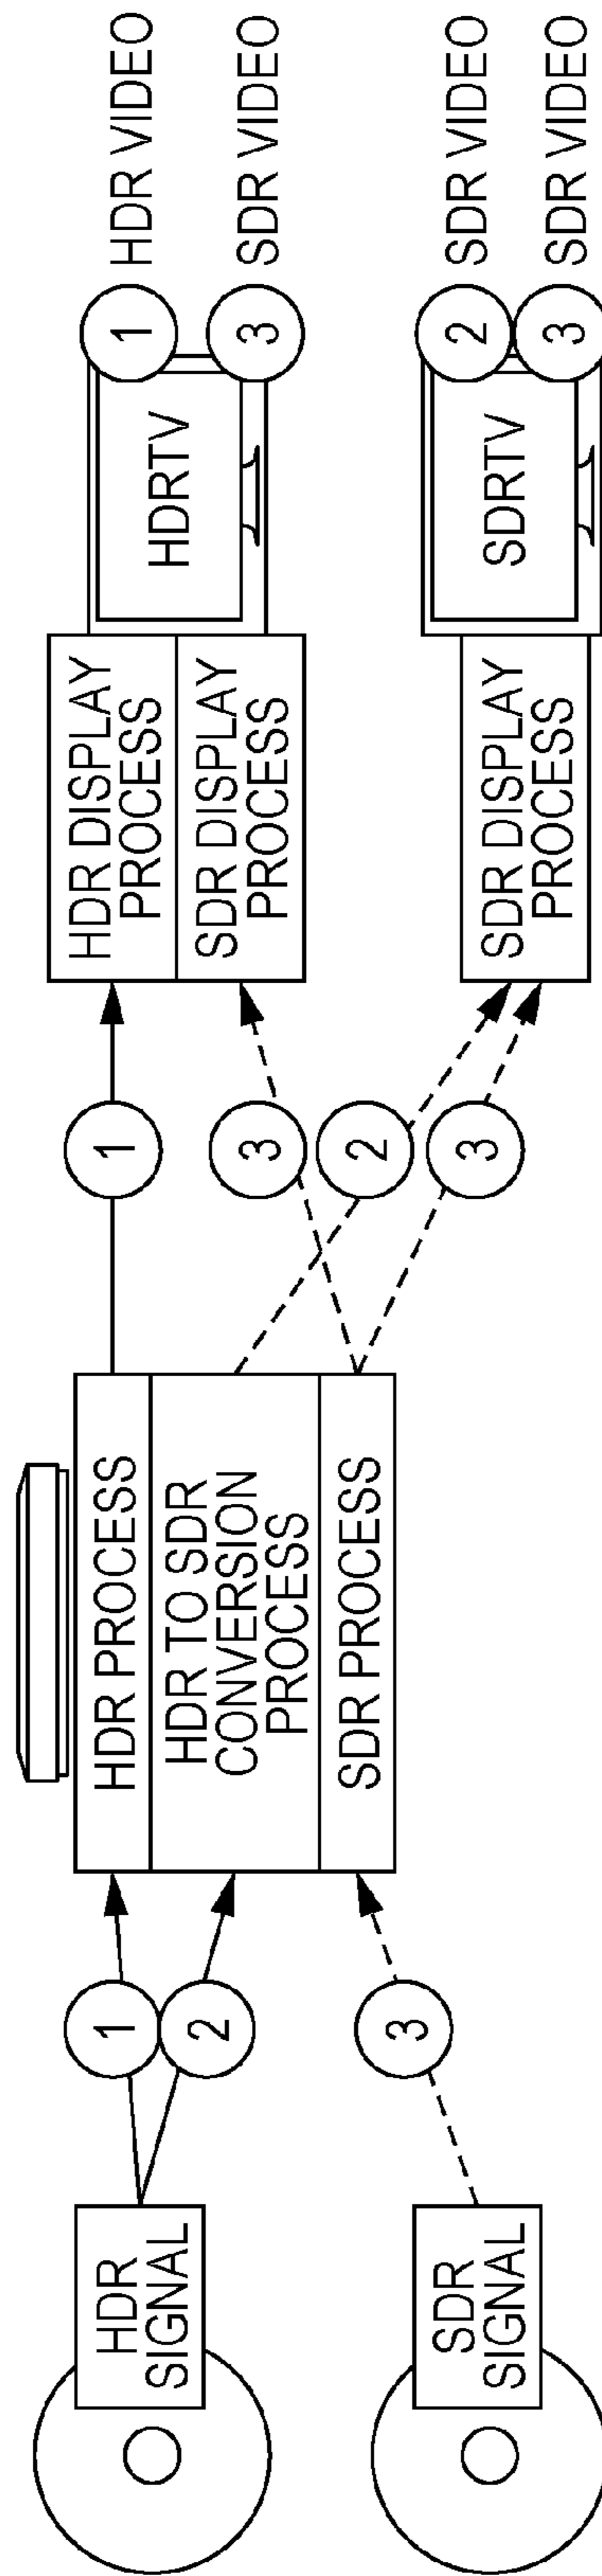 HDR
SIGNAL
1
2
HDR PROCESS
HDR TO SDR
CONVERSION
PROCESS
SDR PROCESS
1
3
2
3
HDR DISPLAY
PROCESS
SDR DISPLAY
PROCESS
HDRTV
1
HDR VIDEO
3
SDR VIDEO
SDR
SIGNAL
3
SDR DISPLAY
PROCESS
SDRTV
2
SDR VIDEO
3
SDR VIDEO